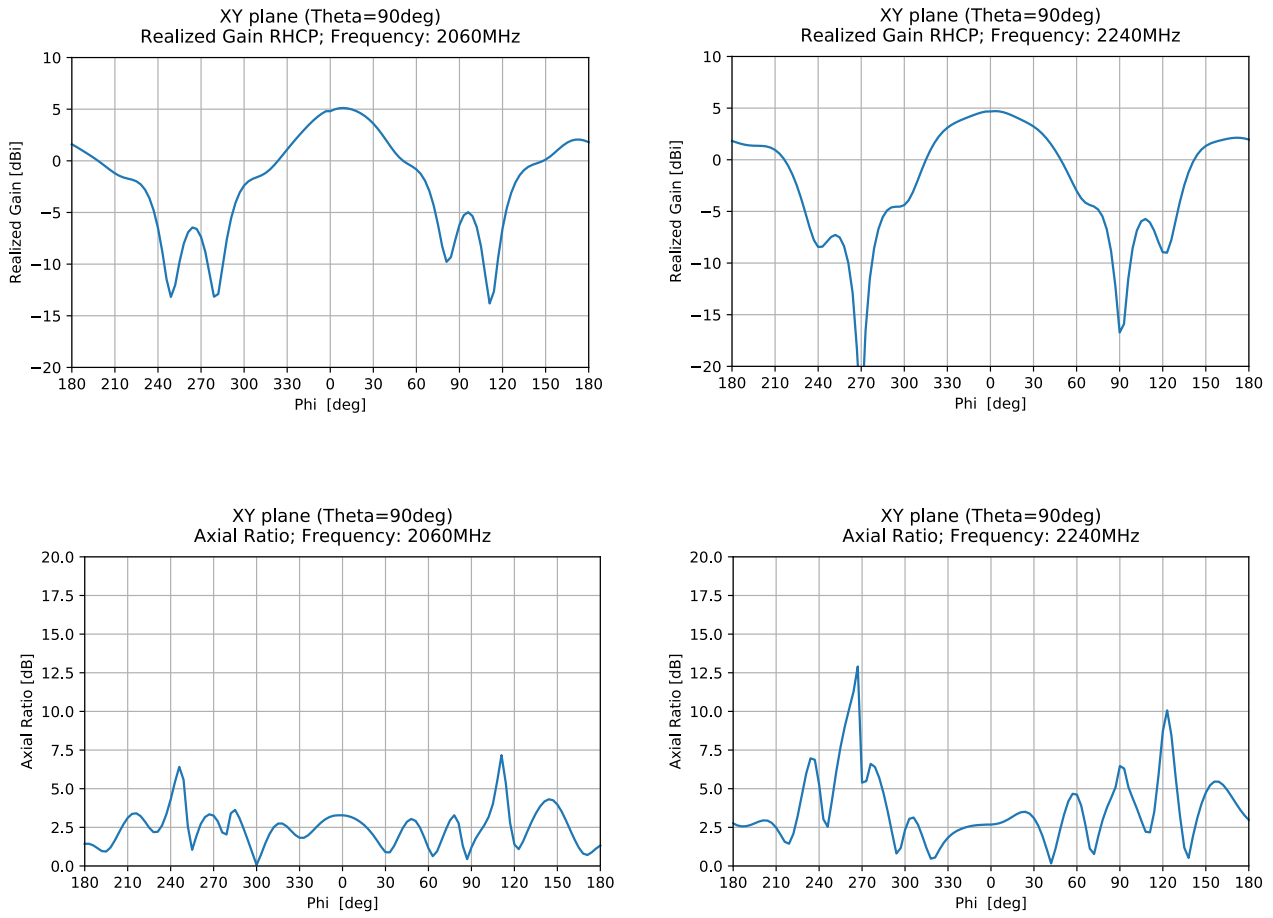 XY plane (Theta=90deg)
Realized Gain RHCP; Frequency: 2060MHz
10
5
0
−5
−10
−15
−20
Realized Gain [dBi]
180 210 240 270 300 330 0 30 60 90 120 150 180
Phi [deg]
XY plane (Theta=90deg)
Realized Gain RHCP; Frequency: 2240MHz
10
5
0
−5
−10
−15
−20
Realized Gain [dBi]
180 210 240 270 300 330 0 30 60 90 120 150 180
Phi [deg]
XY plane (Theta=90deg)
Axial Ratio; Frequency: 2060MHz
20.0
17.5
15.0
12.5
10.0
7.5
5.0
2.5
0.0
Axial Ratio [dB]
180 210 240 270 300 330 0 30 60 90 120 150 180
Phi [deg]
XY plane (Theta=90deg)
Axial Ratio; Frequency: 2240MHz
20.0
17.5
15.0
12.5
10.0
7.5
5.0
2.5
0.0
Axial Ratio [dB]
180 210 240 270 300 330 0 30 60 90 120 150 180
Phi [deg]